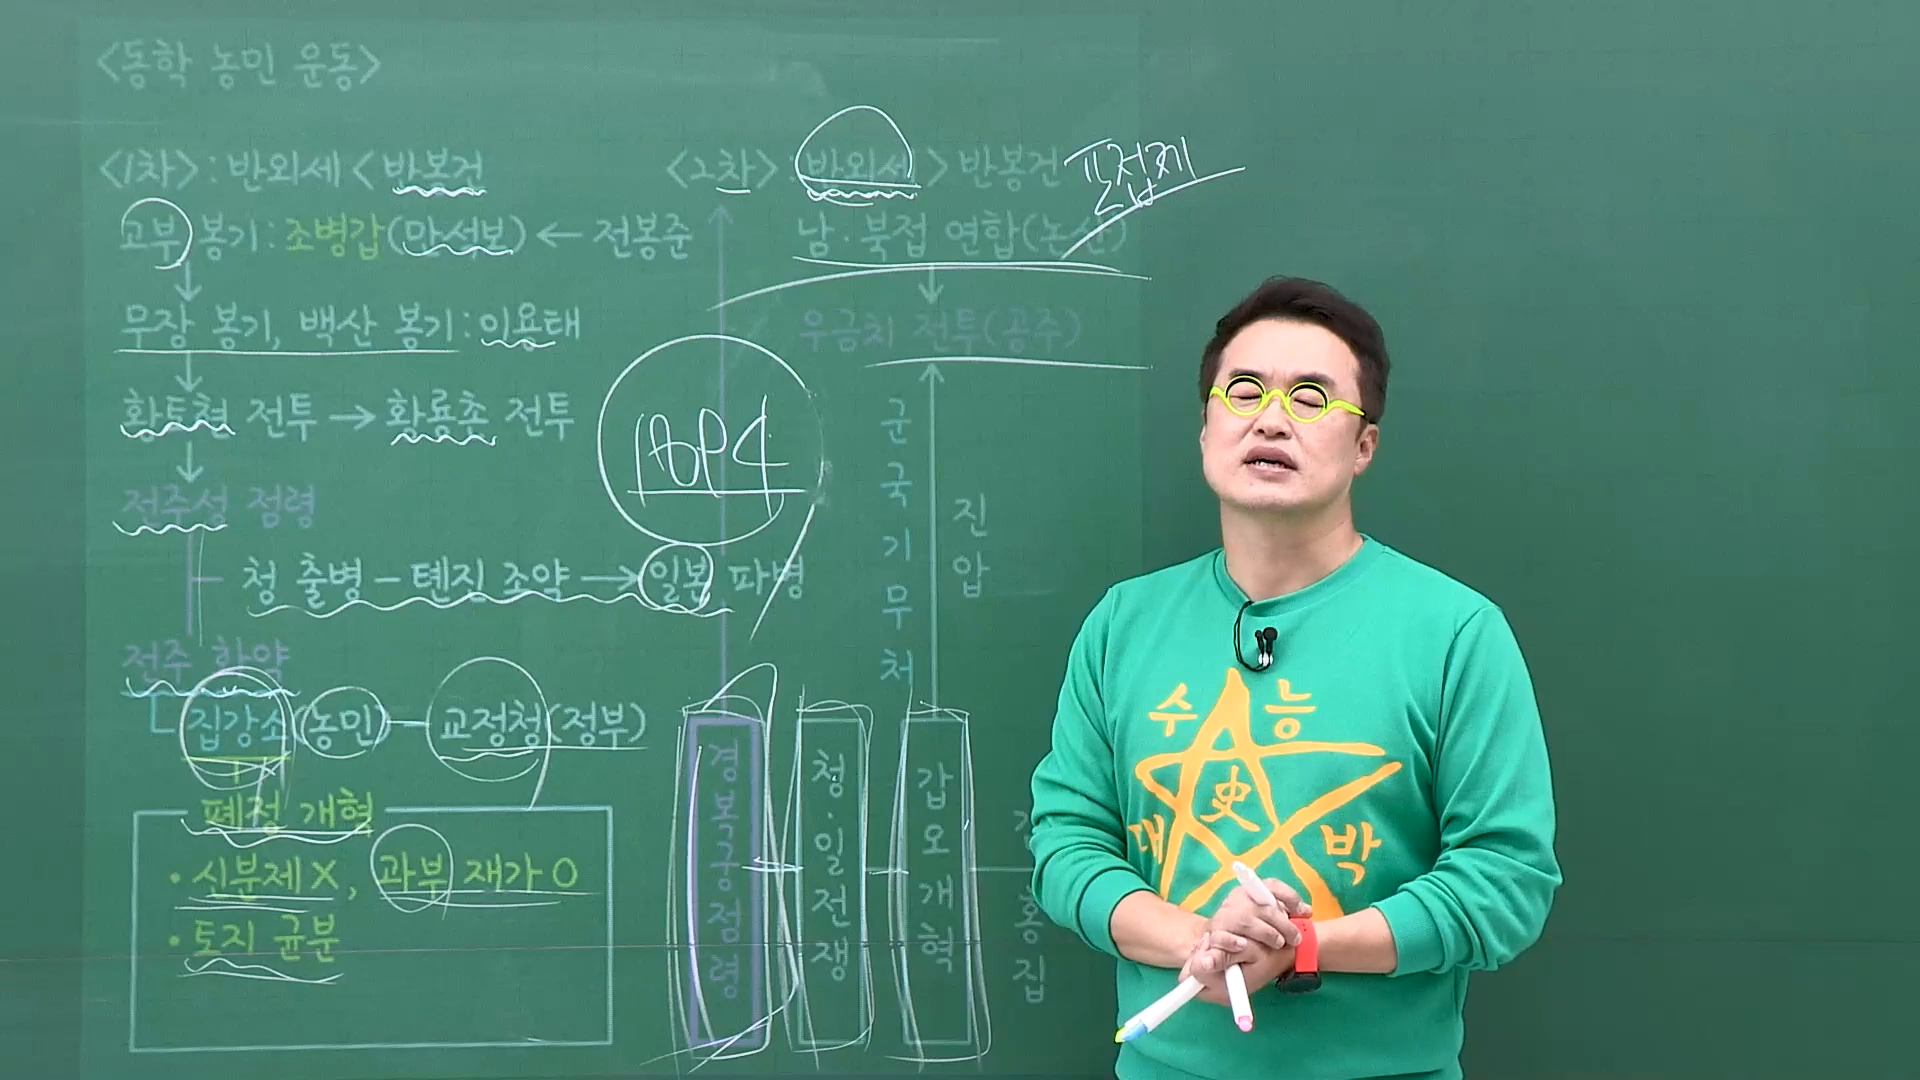 <동학 농민 운동>
<1차> : 반외세 < 반봉건
고부 봉기 : 조병갑(만석보) ← 전봉준
무장 봉기, 백산 봉기 : 이용태
황토현 전투 → 황룡촌 전투
전주성 점령
청 출병 - 톈진 조약 → 일본 파병
전주 화약
집강소(농민) - 교정청(정부)
폐정 개혁
· 신분제 X, 과부 재가 O
· 토지 균분
<2차> : 반외세 > 반봉건
포접제
남·북접 연합(논산)
우금치 전투(공주)
1894
군국기무처
진압
경복궁점령
청·일전쟁
갑오개혁
홍집
수능
史
대박